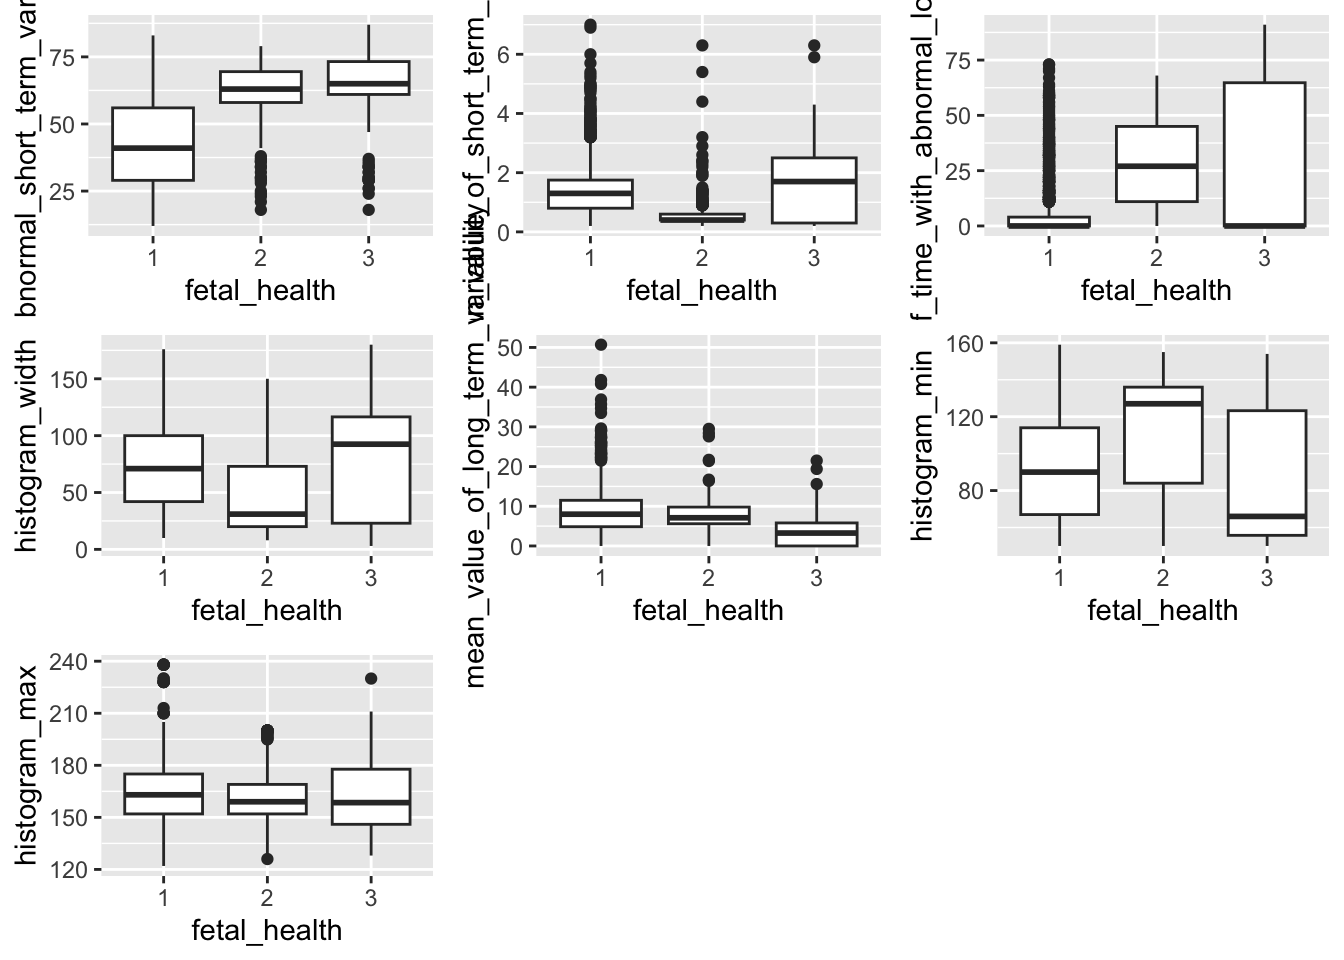 bnormal_short_term_var
75
50
25
1 2 3
fetal_health
of_short_term_
6
4
2
0
1 2 3
fetal_health
f_time_with_abnormal_lo
75
50
25
0
1 2 3
fetal_health
histogram_width
150
100
50
0
1 2 3
fetal_health
mean_value_of_long_term_
50
40
30
20
10
0
1 2 3
fetal_health
histogram_min
160
120
80
1 2 3
fetal_health
histogram_max
240
210
180
150
120
1 2 3
fetal_health